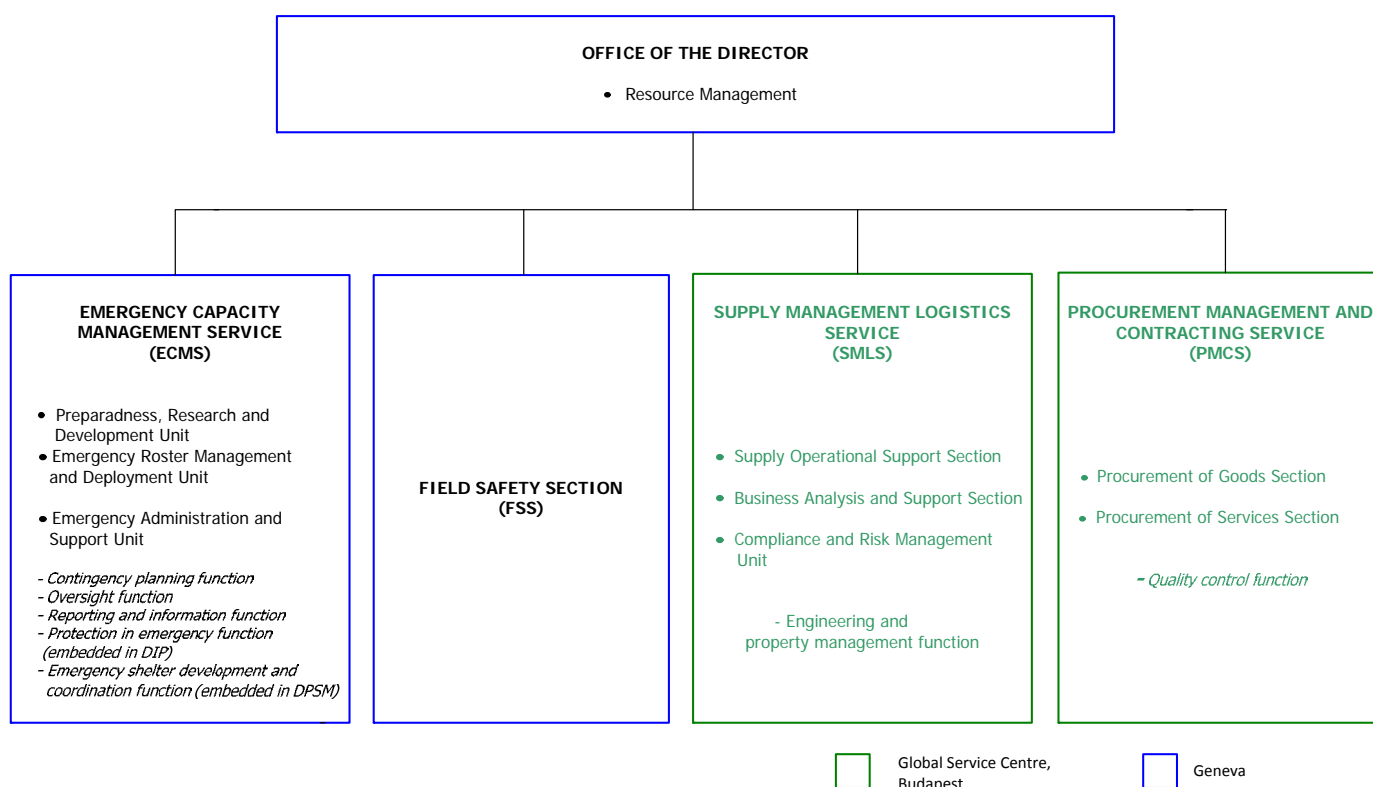 OFFICE OF THE DIRECTOR
• Resource Management
EMERGENCY CAPACITY
MANAGEMENT SERVICE
(ECMS)
• Preparadness, Research and
Development Unit
• Emergency Roster Management
and Deployment Unit
• Emergency Administration and
Support Unit
- Contingency planning function
- Oversight function
- Reporting and information function
- Protection in emergency function
(embedded in DIP)
- Emergency shelter development and
coordination function (embedded in DPSM)
FIELD SAFETY SECTION
(FSS)
SUPPLY MANAGEMENT LOGISTICS
SERVICE
(SMLS)
• Supply Operational Support Section
• Business Analysis and Support Section
• Compliance and Risk Management
Unit
- Engineering and
property management function
PROCUREMENT MANAGEMENT AND
CONTRACTING SERVICE
(PMCS)
• Procurement of Goods Section
• Procurement of Services Section
- Quality control function
Global Service Centre,
Budapest
Geneva